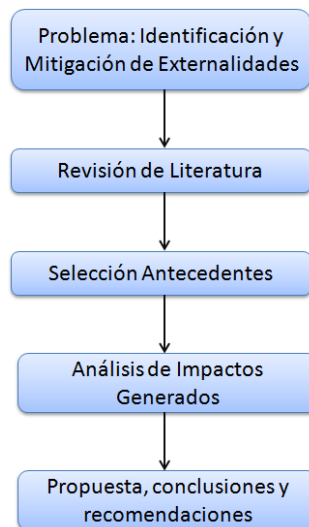 Problema: Identificación y
Mitigación de Externalidades
Revisión de Literatura
Selección Antecedentes
Análisis de Impactos
Generados
Propuesta, conclusiones y
recomendaciones